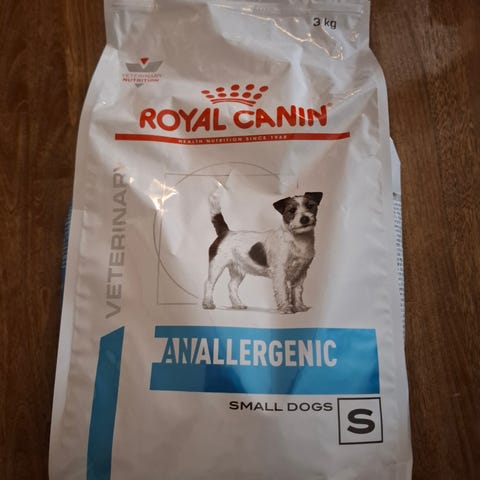 3 kg
VETERINARY
NUTRITION
ROYAL CANIN
HEALTH NUTRITION SINCE 1968
VETERINARY
ANALLERGENIC
SMALL DOGS S